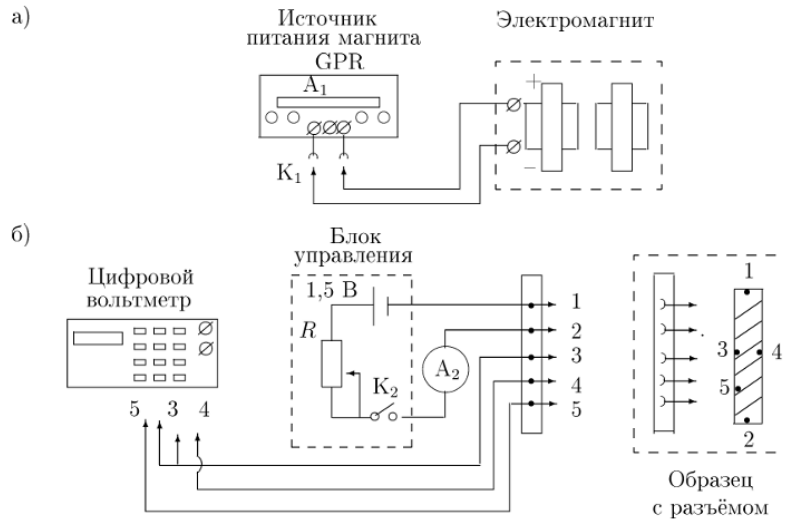 а)
Источник
питания магнита
GPR
A₁
K₁
Электромагнит
+
−
б)
Цифровой
вольтметр
5 3 4
Блок
управления
1,5 В
R
K₂
A₂
1
2
3
4
5
1
3
4
5
2
Образец
с разъёмом